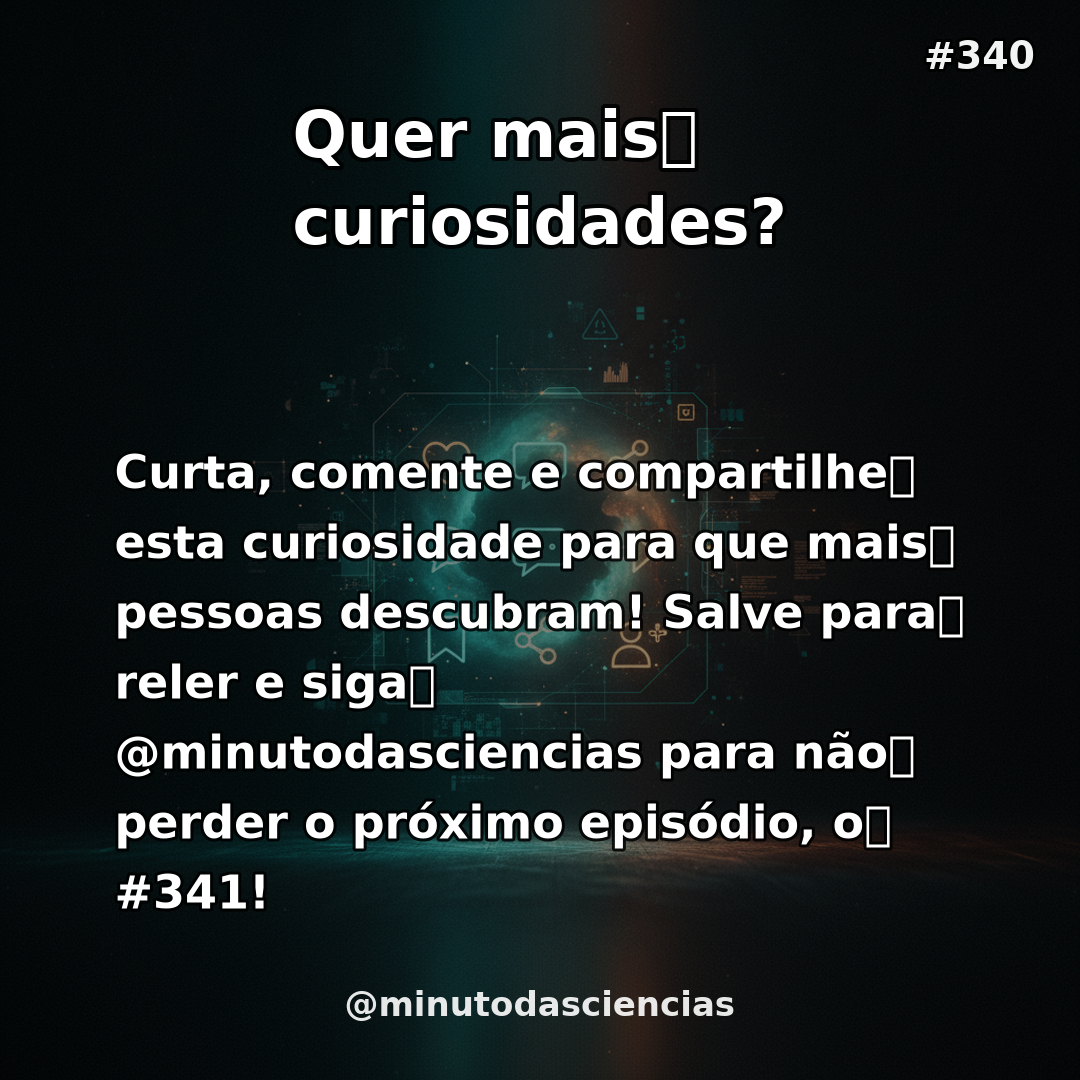 #340
Quer mais
curiosidades?
Curta, comente e compartilhe
esta curiosidade para que mais
pessoas descubram! Salve para
reler e siga
@minutodasciencias para não
perder o próximo episódio, o
#341!
@minutodasciencias